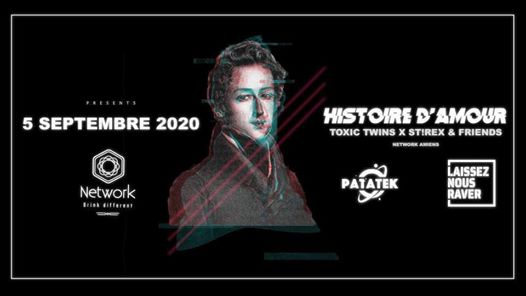 PRESENTS
5 SEPTEMBRE 2020
Network
Drink different
HISTOIRE D'AMOUR
TOXIC TWINS X ST!REX & FRIENDS
NETWORK AMIENS
PATATEK
LAISSEZ
NOUS
RAVER